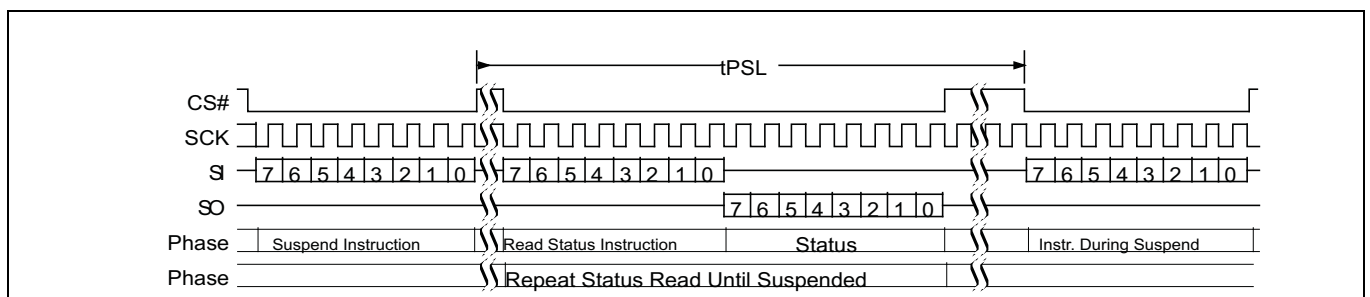 tPSL
CS#
SCK
SI 7 6 5 4 3 2 1 0 7 6 5 4 3 2 1 0 7 6 5 4 3 2 1 0
SO 7 6 5 4 3 2 1 0
Phase Suspend Instruction Read Status Instruction Status Instr. During Suspend
Phase Repeat Status Read Until Suspended